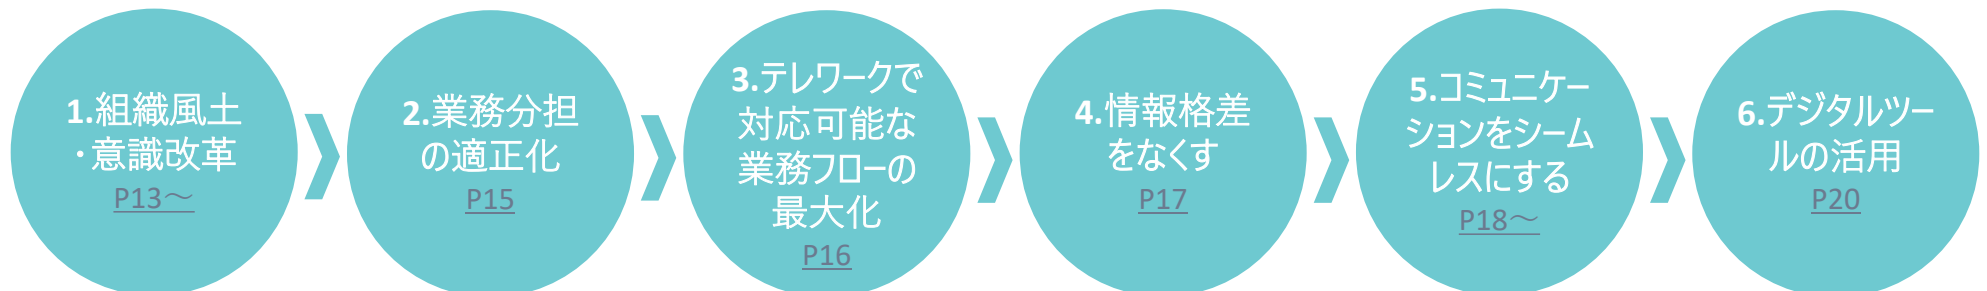 1.組織風土
・意識改革
P13～
2.業務分担
の適正化
P15
3.テレワークで
対応可能な
業務フローの
最大化
P16
4.情報格差
をなくす
P17
5.コミュニケー
ションをシーム
レスにする
P18～
6.デジタルツー
ルの活用
P20